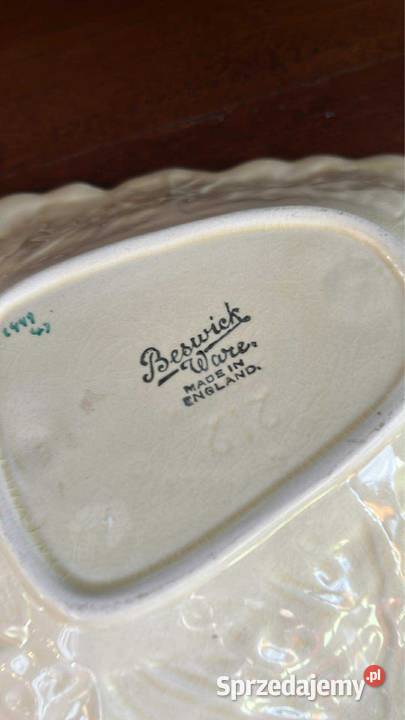 Beswick
Ware.
MADE IN
ENGLAND.
Sprzedajemy.pl